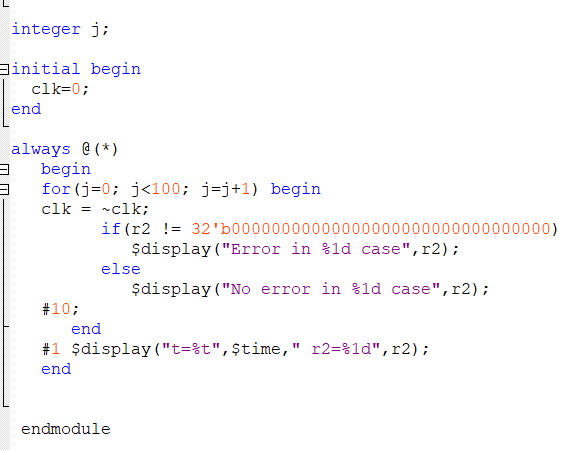 integer j;
initial begin
clk=0;
end
always @(*)
begin
for(j=0; j<100; j=j+1) begin
clk = ~clk;
if(r2 != 32'b00000000000000000000000000000000)
$display("Error in %1d case",r2);
else
$display("No error in %1d case",r2);
#10;
end
#1 $display("t=%t",$time," r2=%1d",r2);
end
endmodule